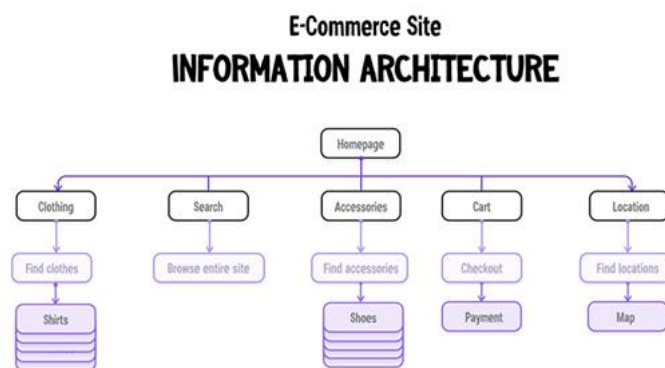 E-Commerce Site
INFORMATION ARCHITECTURE
Homepage
Clothing
Search
Accessories
Cart
Location
Find clothes
Browse entire site
Find accessories
Checkout
Find locations
Shirts
Shoes
Payment
Map